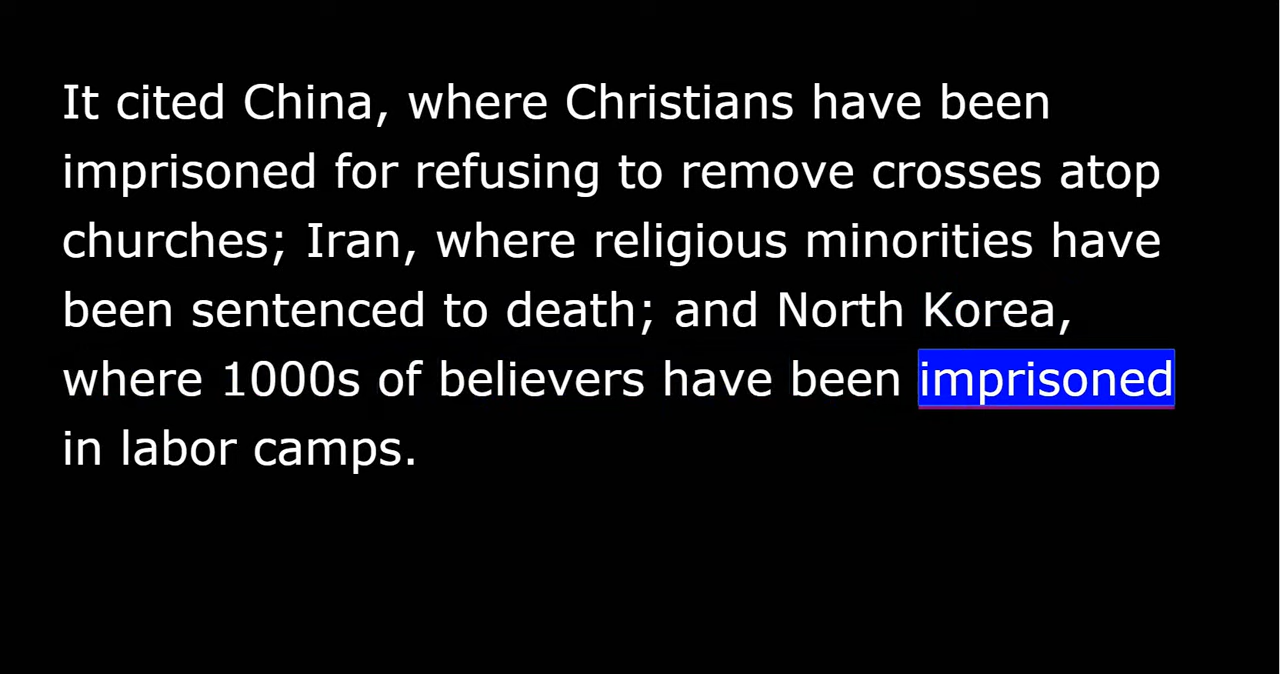 It cited China, where Christians have been
imprisoned for refusing to remove crosses atop
churches; Iran, where religious minorities have
been sentenced to death; and North Korea,
where 1000s of believers have been imprisoned
in labor camps.